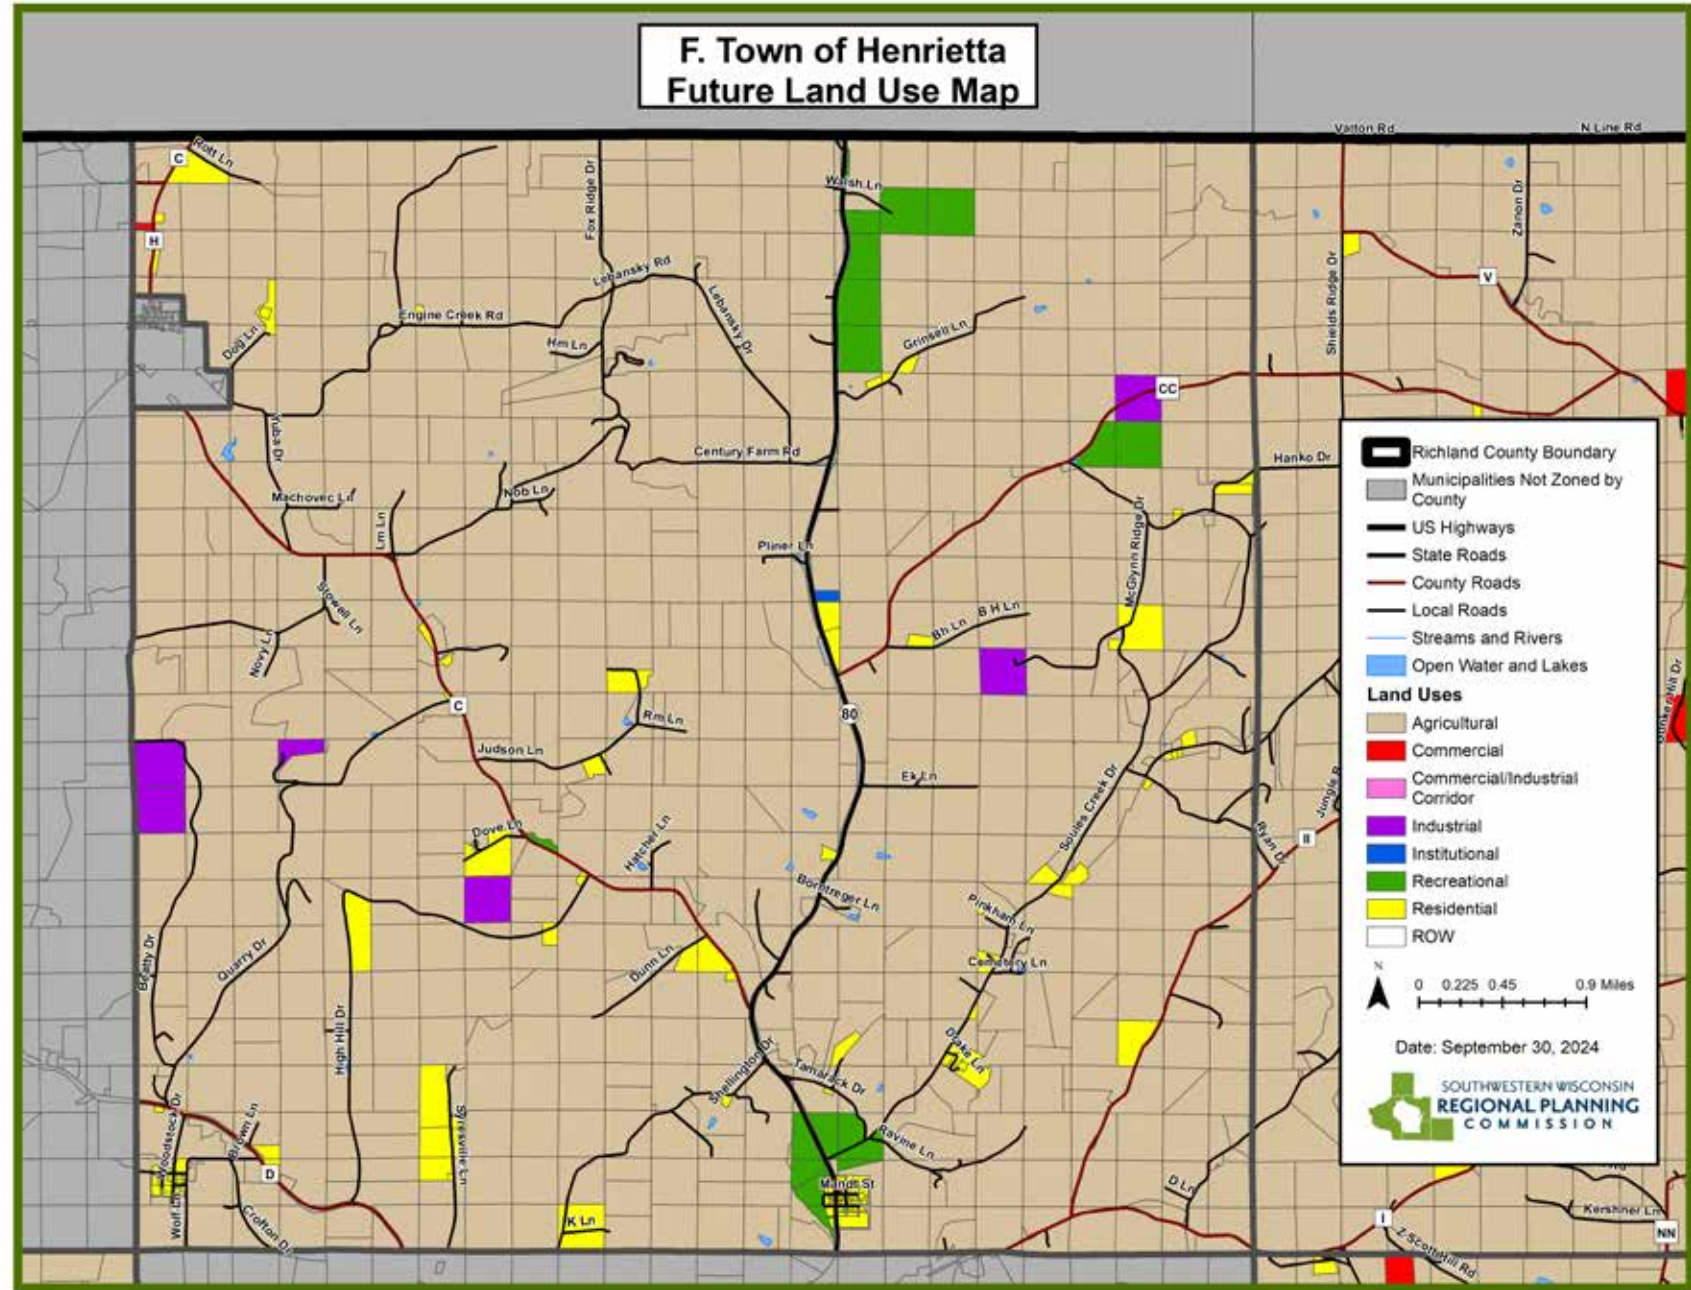 F. Town of Henrietta
Future Land Use Map
Valton Rd
N Line Rd
C
Rott Ln
H
Fox Ridge Dr
Walsh Ln
Zanon Dr
Shields Ridge Dr
V
Lebansky Rd
Lebansky Dr
Engine Creek Rd
Hm Ln
Dog Ln
Grinsell Ln
CC
Yuba Dr
Century Farm Rd
Hanko Dr
Machovec Ln
Nob Ln
Lm Ln
McGlynn Ridge Dr
Pliner Ln
Stowell Ln
Novy Ln
B H Ln
Bh Ln
C
80
Rm Ln
Judson Ln
Ek Ln
Soules Creek Dr
Jungle
Ryan D
II
Dove Ln
Hatcher Ln
Borntreger Ln
Pinkham Ln
Cemetery Ln
Beatty Dr
Quarry Dr
Dunn Ln
High Hill Dr
Drake Ln
Shellington Dr
Tamarack Dr
Woodstock Dr
Brown Ln
Syresville Ln
Ravine Ln
D
Mandt St
Wolf Ln
Crofton Dr
K Ln
D Ln
I
Z Scott Hill Rd
Kershner Ln
NN
Richland County Boundary
Municipalities Not Zoned by
County
US Highways
State Roads
County Roads
Local Roads
Streams and Rivers
Open Water and Lakes
Land Uses
Agricultural
Commercial
Commercial/Industrial
Corridor
Industrial
Institutional
Recreational
Residential
ROW
N
0 0.225 0.45 0.9 Miles
Date: September 30, 2024
SOUTHWESTERN WISCONSIN
REGIONAL PLANNING
COMMISSION